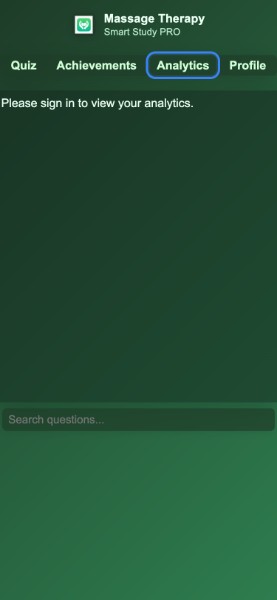 Massage Therapy
Smart Study PRO
Quiz Achievements Analytics Profile
Please sign in to view your analytics.
Search questions...